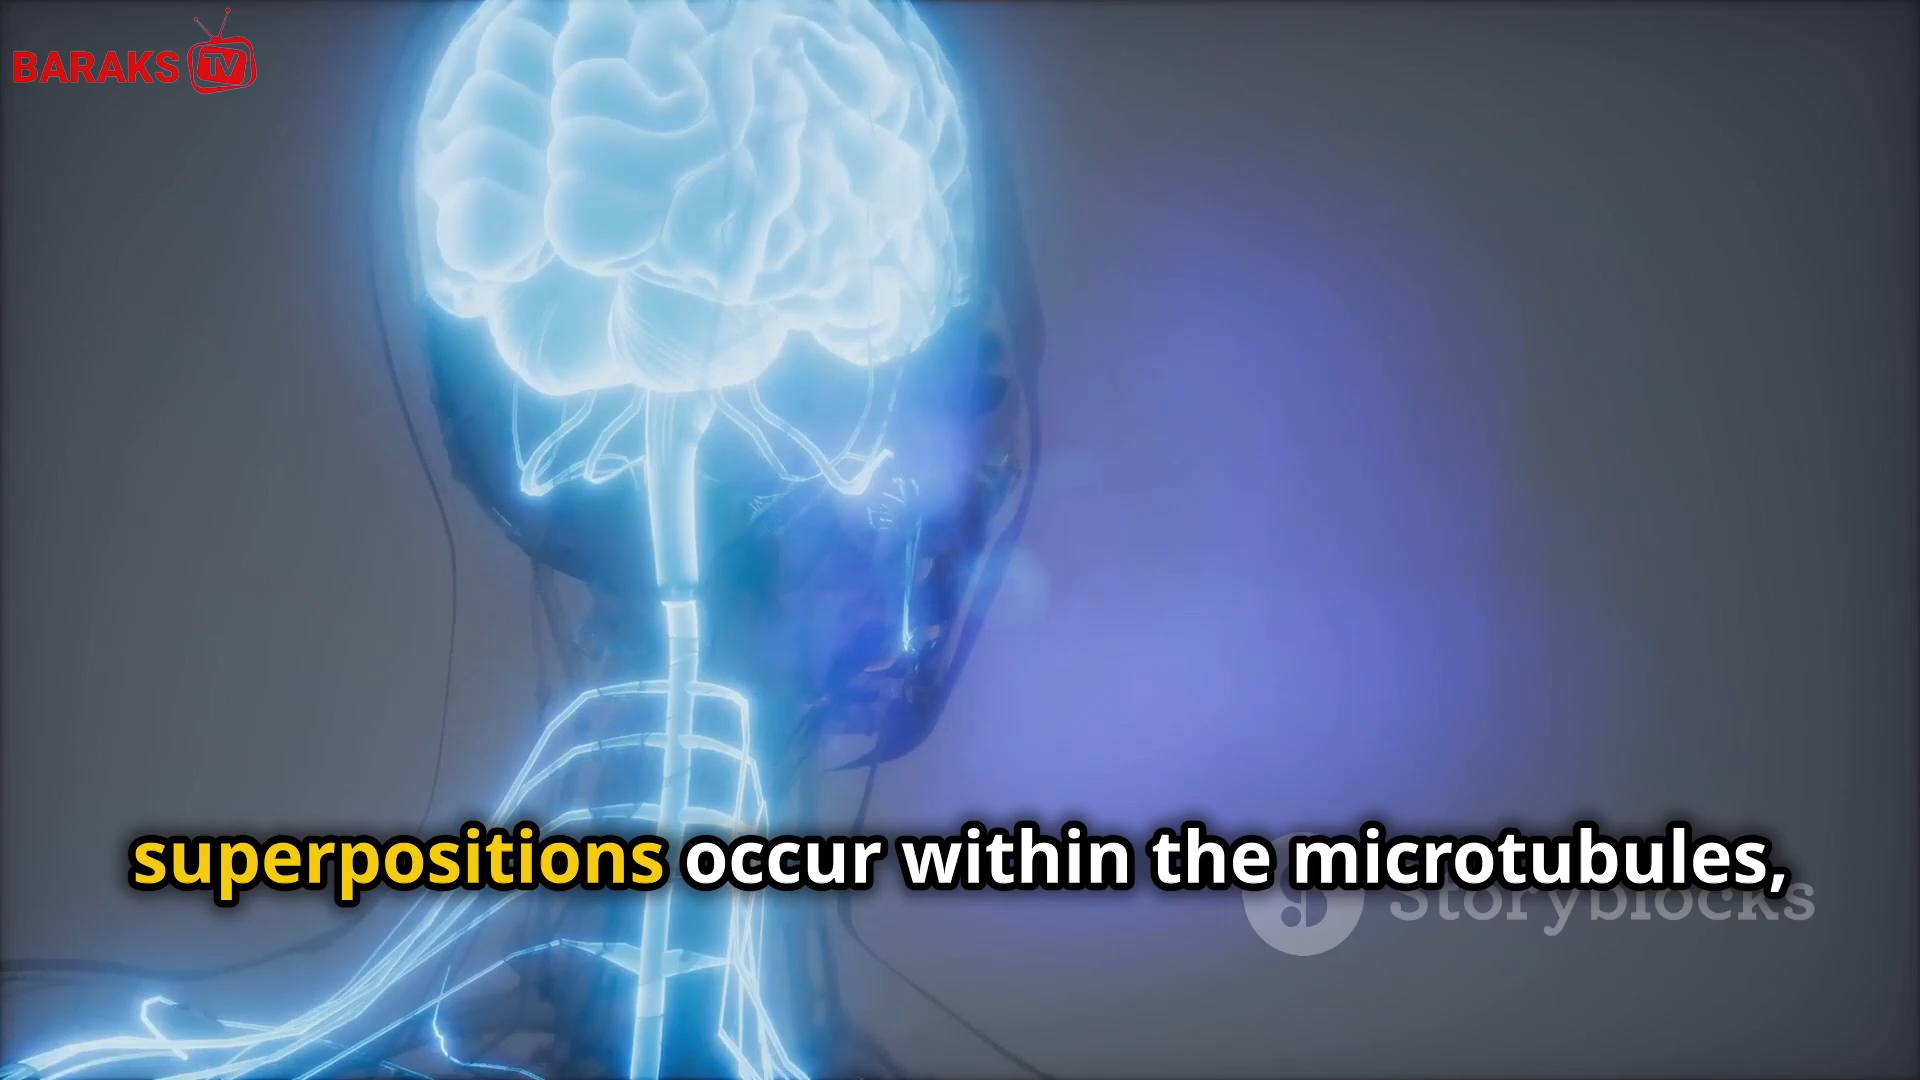 BARAKS TV
superpositions occur within the microtubules,
Storyblocks